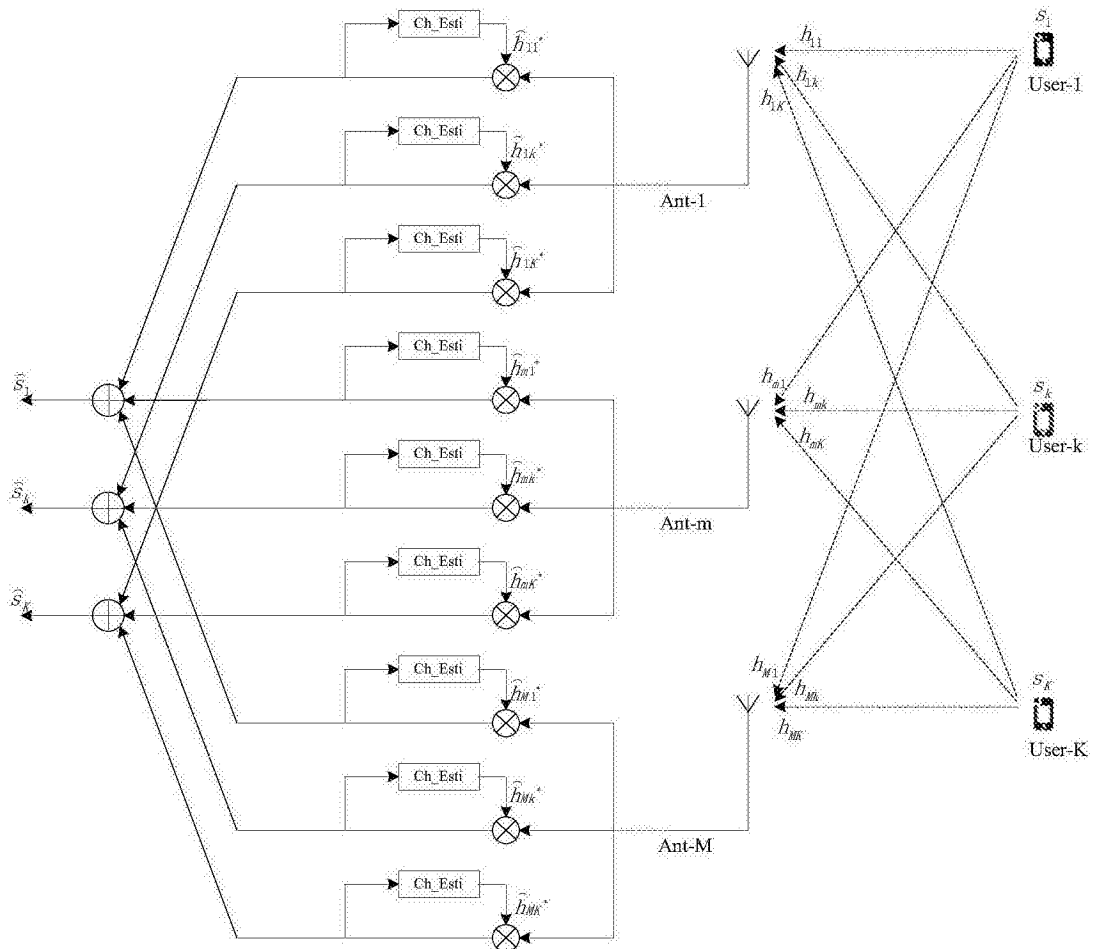 Ch_Esti
ĥ₁₁*
Ch_Esti
ĥ₁ₖ*
Ch_Esti
ĥ₁K*
Ch_Esti
ĥm₁*
Ch_Esti
ĥmk*
Ch_Esti
ĥmK*
Ch_Esti
ĥM₁*
Ch_Esti
ĥMk*
Ch_Esti
ĥMK*
ŝ₁
ŝₖ
ŝK
Ant-1
Ant-m
Ant-M
h₁₁
h₁ₖ
h₁K
hm₁
hmk
hmK
hM₁
hMk
hMK
s₁
User-1
sₖ
User-k
sK
User-K